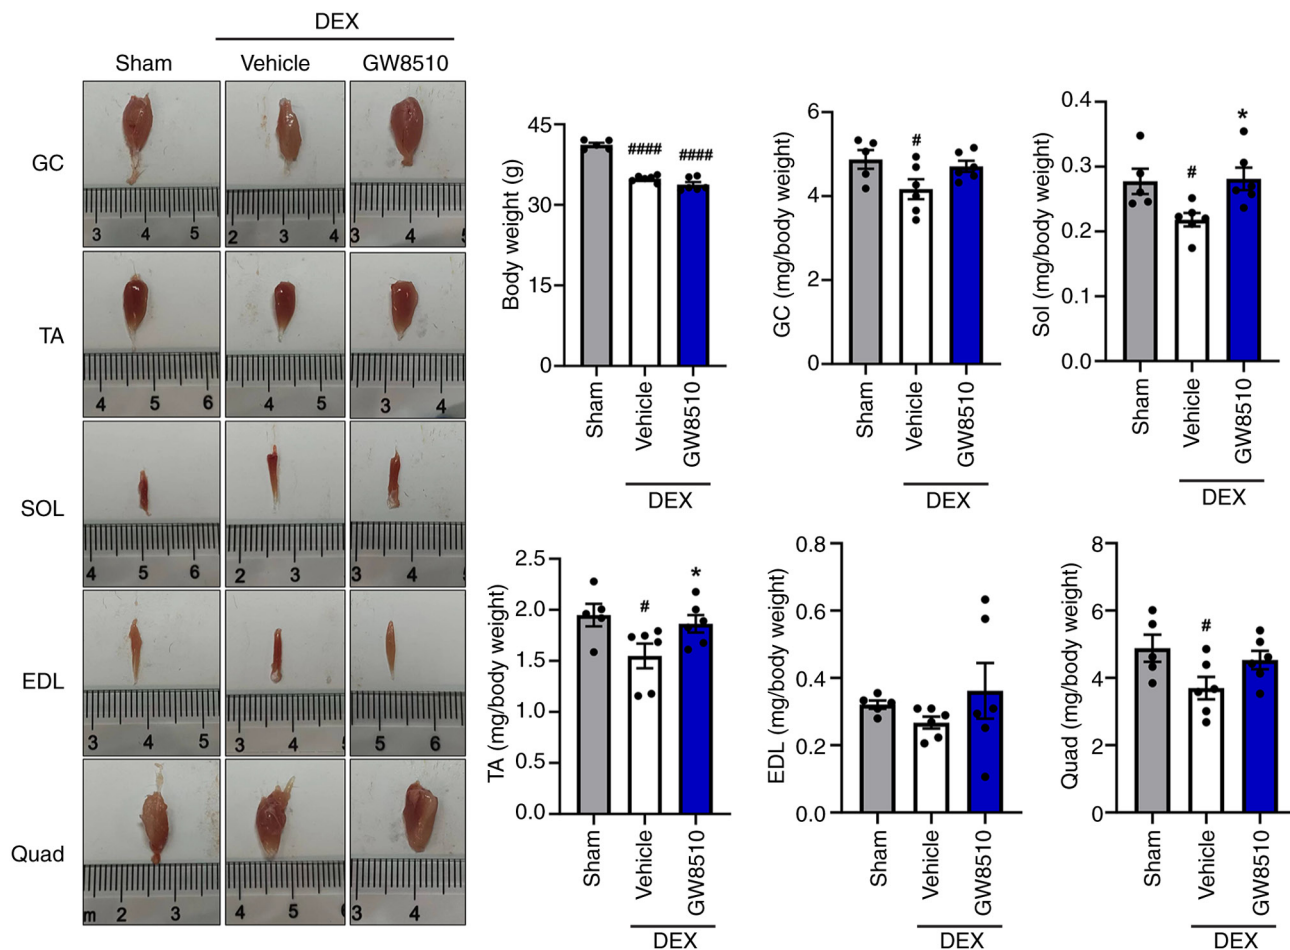 DEX
Sham Vehicle GW8510
GC
3 4 5
2 3 4
3 4 5
TA
4 5 6
4 5
3 4
SOL
4 5 6
2 3
3 4 5
EDL
3 4 5
3 4 5
5 6
Quad
m 2 3
4 5
3 4
Body weight (g)
45
30
15
0
####
####
Sham
Vehicle
GW8510
DEX
GC (mg/body weight)
6
4
2
0
#
Sham
Vehicle
GW8510
DEX
Sol (mg/body weight)
0.4
0.3
0.2
0.1
0.0
#
*
Sham
Vehicle
GW8510
DEX
TA (mg/body weight)
2.5
2.0
1.5
1.0
0.5
0.0
#
*
Sham
Vehicle
GW8510
DEX
EDL (mg/body weight)
0.8
0.6
0.4
0.2
0.0
Sham
Vehicle
GW8510
DEX
Quad (mg/body weight)
8
6
4
2
0
#
Sham
Vehicle
GW8510
DEX